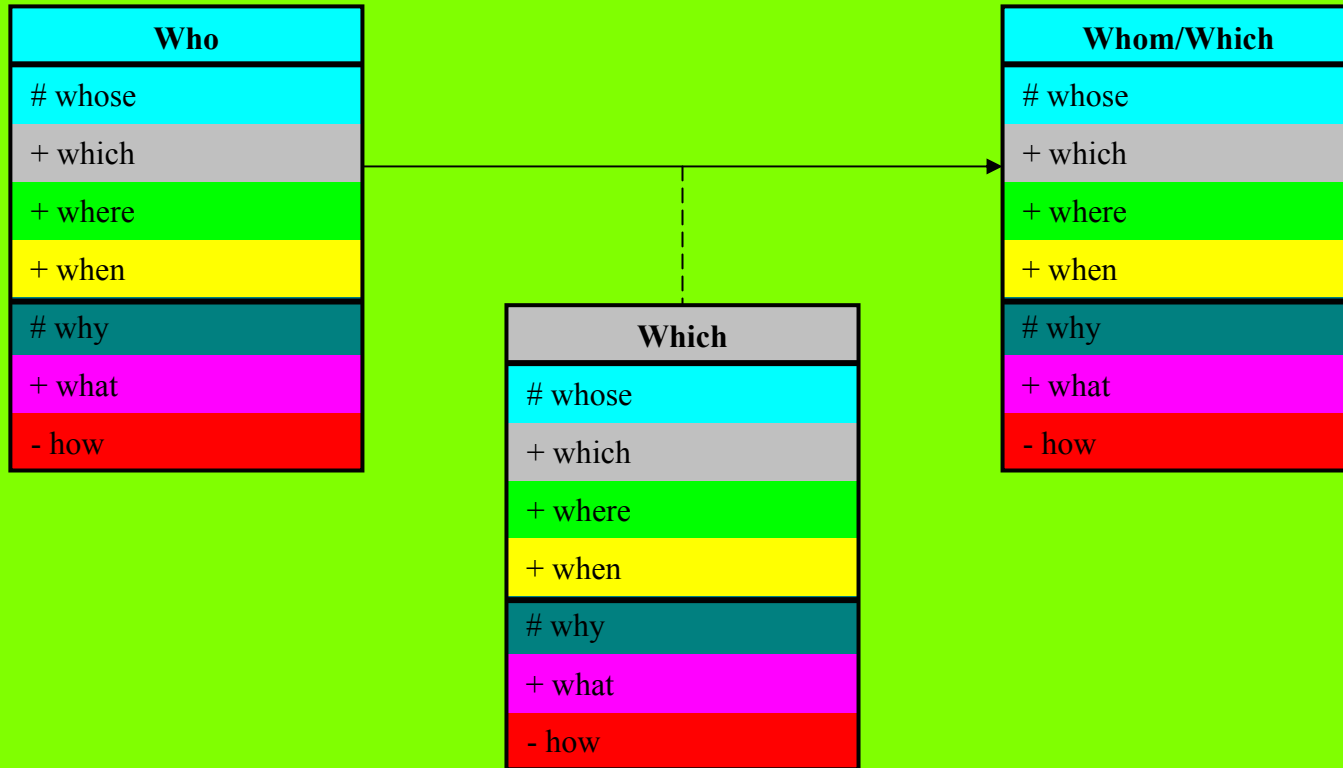 Who
# whose
+ which
+ where
+ when
# why
+ what
- how
Whom/Which
# whose
+ which
+ where
+ when
# why
+ what
- how
Which
# whose
+ which
+ where
+ when
# why
+ what
- how